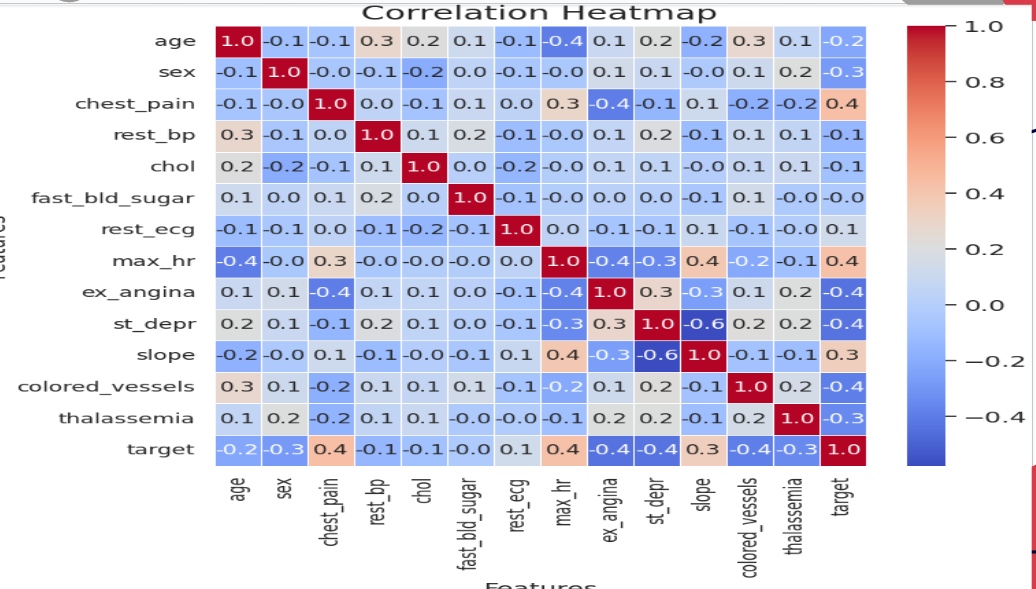 Correlation Heatmap
age 1.0 -0.1 -0.1 0.3 0.2 0.1 -0.1 -0.4 0.1 0.2 -0.2 0.3 0.1 -0.2
sex -0.1 1.0 -0.0 -0.1 -0.2 0.0 -0.1 -0.0 0.1 0.1 -0.0 0.1 0.2 -0.3
chest_pain -0.1 -0.0 1.0 0.0 -0.1 0.1 0.0 0.3 -0.4 -0.1 0.1 -0.2 -0.2 0.4
rest_bp 0.3 -0.1 0.0 1.0 0.1 0.2 -0.1 -0.0 0.1 0.2 -0.1 0.1 0.1 -0.1
chol 0.2 -0.2 -0.1 0.1 1.0 0.0 -0.2 -0.0 0.1 0.1 -0.0 0.1 0.1 -0.1
fast_bld_sugar 0.1 0.0 0.1 0.2 0.0 1.0 -0.1 -0.0 0.0 0.0 -0.1 0.1 -0.0 -0.0
rest_ecg -0.1 -0.1 0.0 -0.1 -0.2 -0.1 1.0 0.0 -0.1 -0.1 0.1 -0.1 -0.0 0.1
max_hr -0.4 -0.0 0.3 -0.0 -0.0 -0.0 0.0 1.0 -0.4 -0.3 0.4 -0.2 -0.1 0.4
ex_angina 0.1 0.1 -0.4 0.1 0.1 0.0 -0.1 -0.4 1.0 0.3 -0.3 0.1 0.2 -0.4
st_depr 0.2 0.1 -0.1 0.2 0.1 0.0 -0.1 -0.3 0.3 1.0 -0.6 0.2 0.2 -0.4
slope -0.2 -0.0 0.1 -0.1 -0.0 -0.1 0.1 0.4 -0.3 -0.6 1.0 -0.1 -0.1 0.3
colored_vessels 0.3 0.1 -0.2 0.1 0.1 0.1 -0.1 -0.2 0.1 0.2 -0.1 1.0 0.2 -0.4
thalassemia 0.1 0.2 -0.2 0.1 0.1 -0.0 -0.0 -0.1 0.2 0.2 -0.1 0.2 1.0 -0.3
target -0.2 -0.3 0.4 -0.1 -0.1 -0.0 0.1 0.4 -0.4 -0.4 0.3 -0.4 -0.3 1.0
age sex chest_pain rest_bp chol fast_bld_sugar rest_ecg max_hr ex_angina st_depr slope colored_vessels thalassemia target
Features
Features
1.0
0.8
0.6
0.4
0.2
0.0
−0.2
−0.4